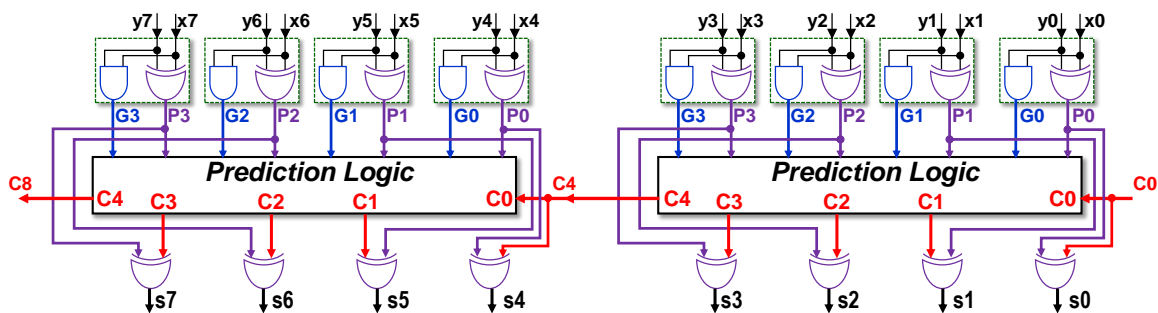 y7 x7 y6 x6 y5 x5 y4 x4 y3 x3 y2 x2 y1 x1 y0 x0
G3 P3 G2 P2 G1 P1 G0 P0 G3 P3 G2 P2 G1 P1 G0 P0
Prediction Logic Prediction Logic
C8 C4 C3 C2 C1 C0 C4 C4 C3 C2 C1 C0 C0
s7 s6 s5 s4 s3 s2 s1 s0